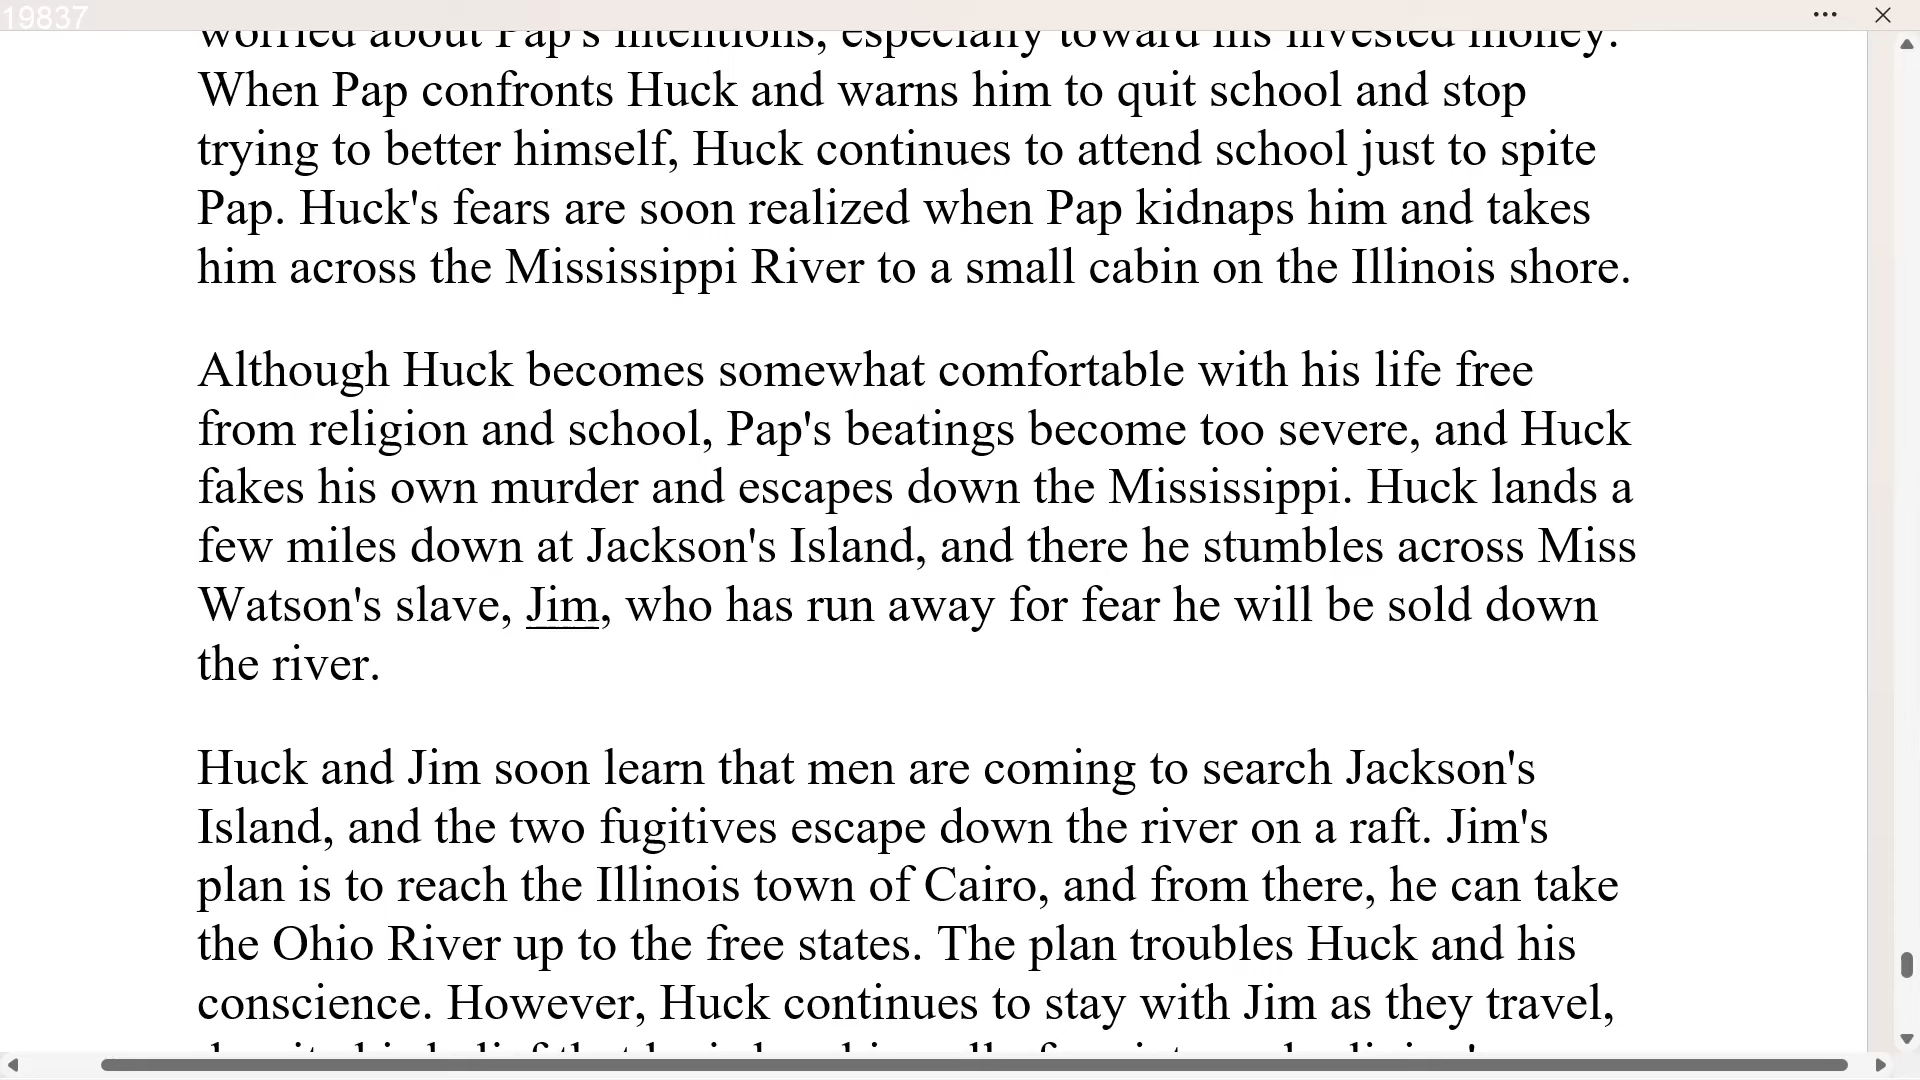 19837
worried about Pap's intentions, especially toward his invested money.
When Pap confronts Huck and warns him to quit school and stop
trying to better himself, Huck continues to attend school just to spite
Pap. Huck's fears are soon realized when Pap kidnaps him and takes
him across the Mississippi River to a small cabin on the Illinois shore.
Although Huck becomes somewhat comfortable with his life free
from religion and school, Pap's beatings become too severe, and Huck
fakes his own murder and escapes down the Mississippi. Huck lands a
few miles down at Jackson's Island, and there he stumbles across Miss
Watson's slave, Jim, who has run away for fear he will be sold down
the river.
Huck and Jim soon learn that men are coming to search Jackson's
Island, and the two fugitives escape down the river on a raft. Jim's
plan is to reach the Illinois town of Cairo, and from there, he can take
the Ohio River up to the free states. The plan troubles Huck and his
conscience. However, Huck continues to stay with Jim as they travel,